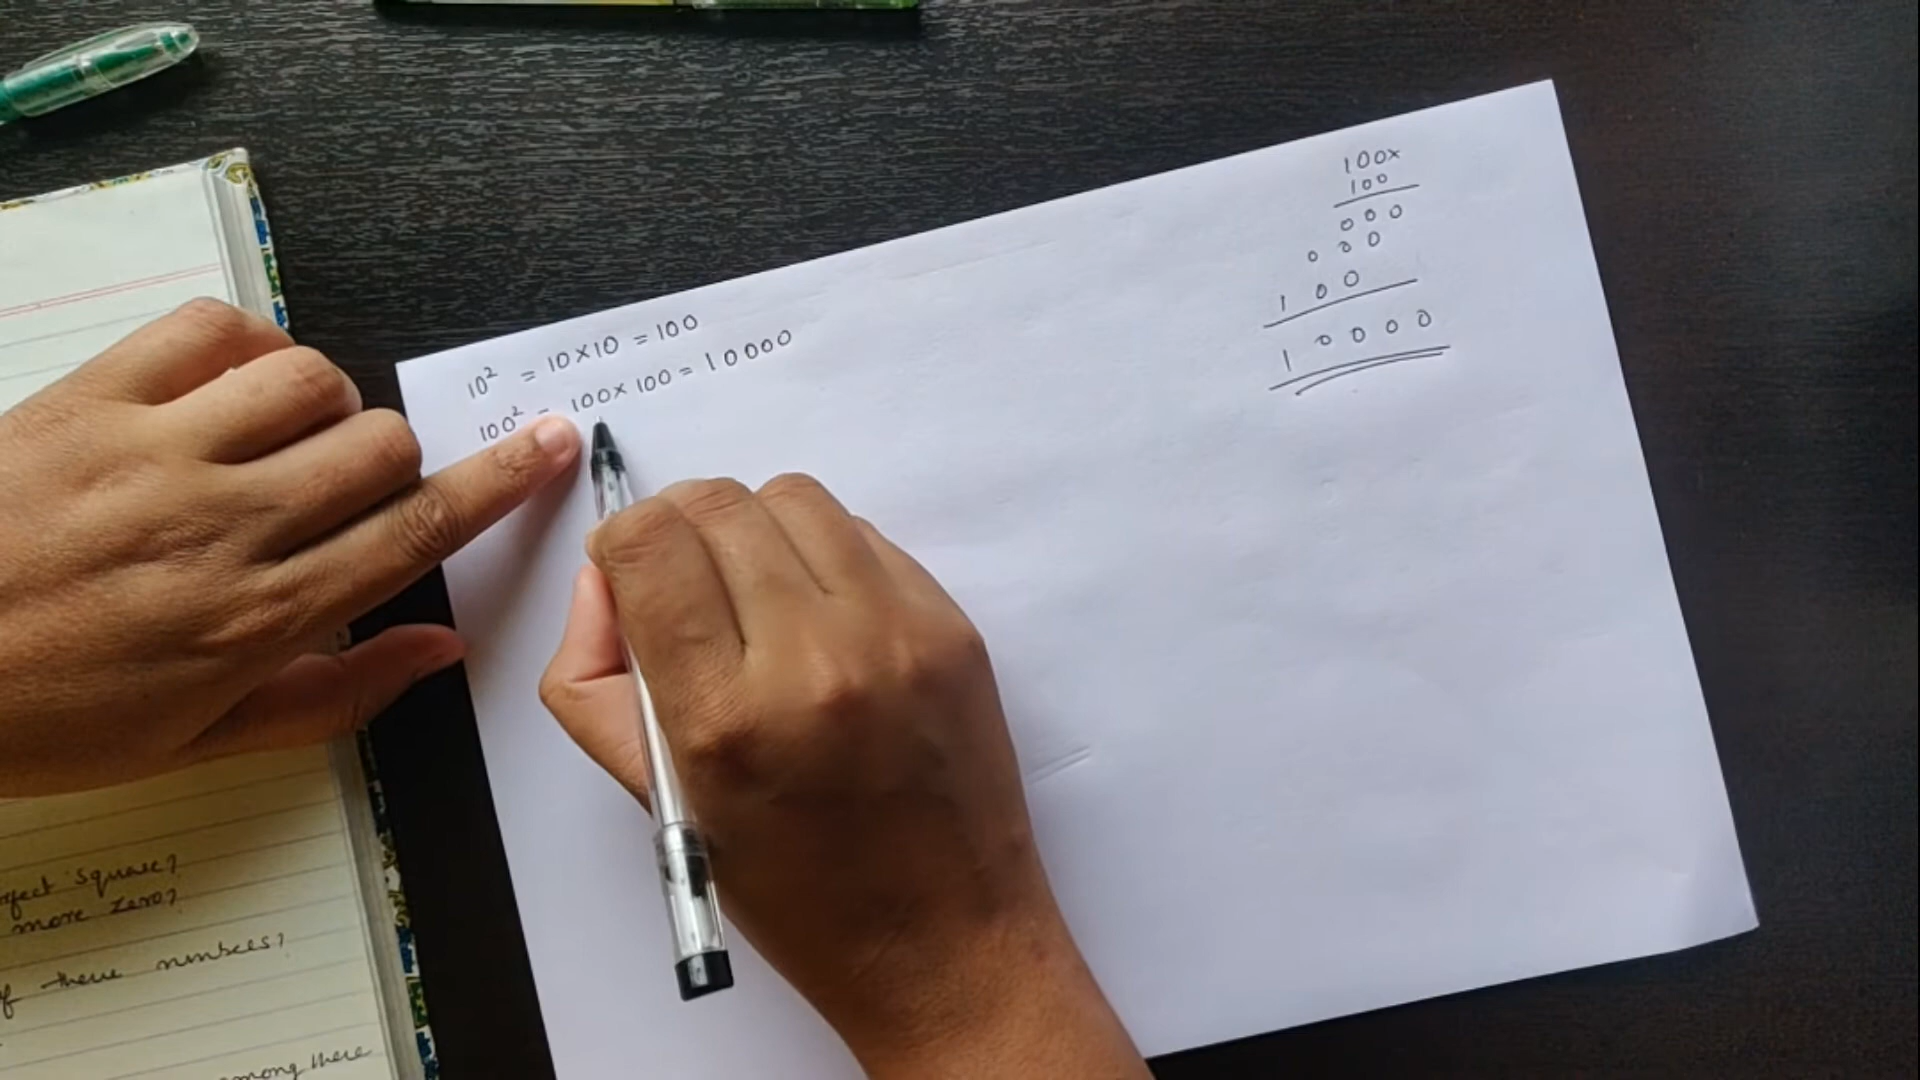 10² = 10×10 = 100
100² = 100× 100 = 10000
100×
100
000
000
100
10000
Square?
more zero?
of these numbers?
among these